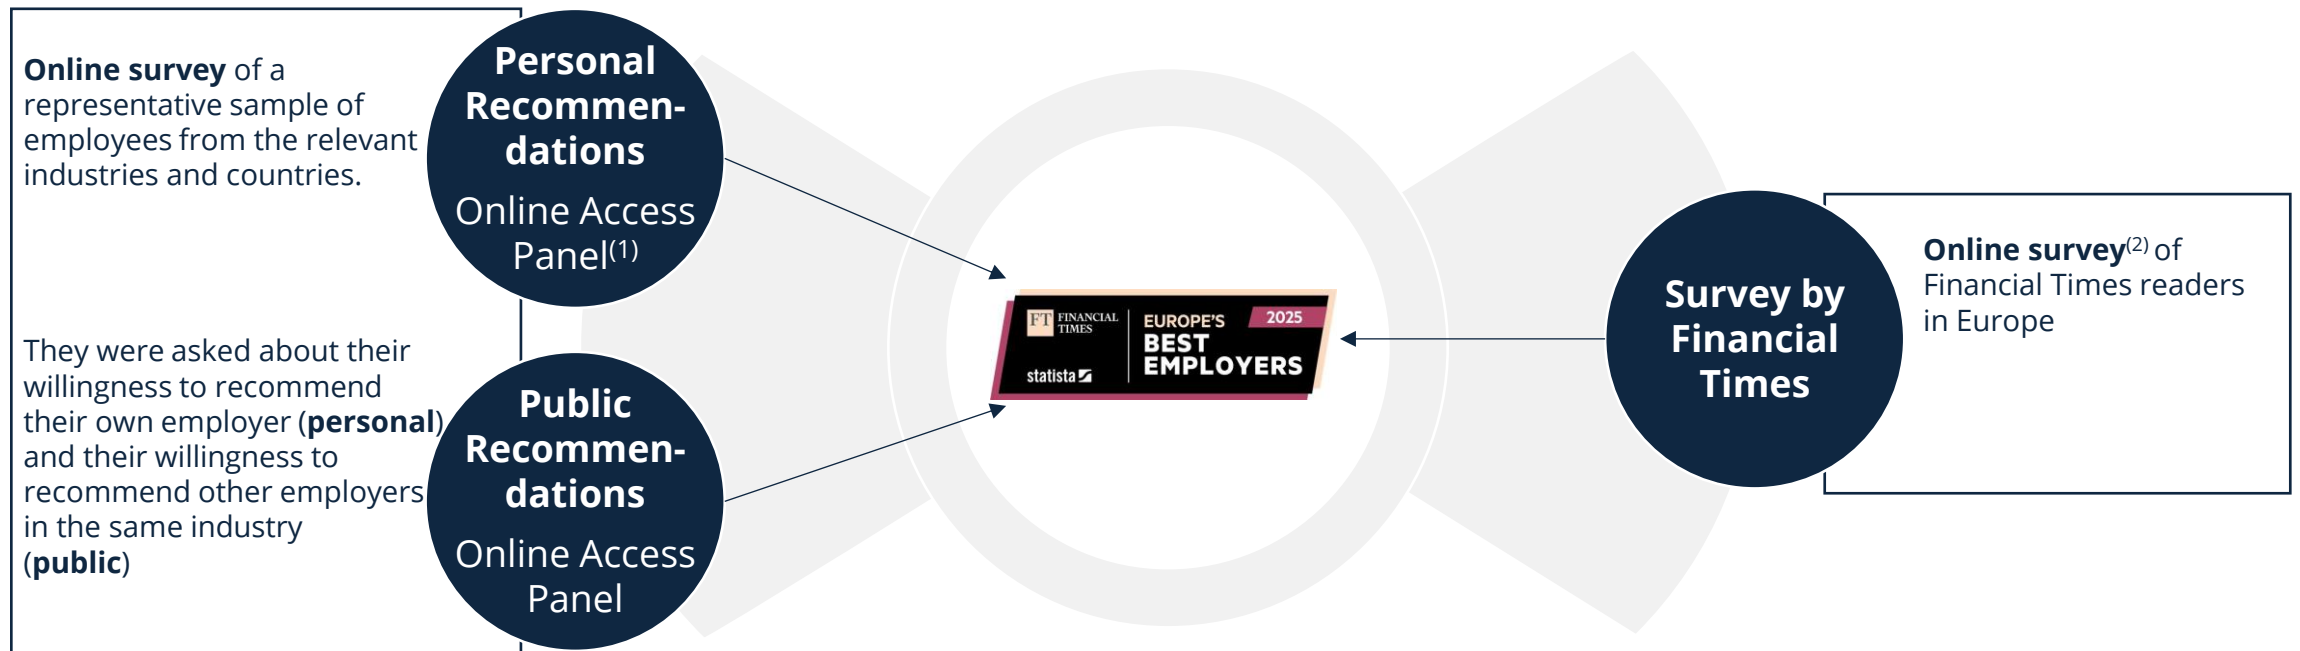 Online survey of a
representative sample of
employees from the relevant
industries and countries.
They were asked about their
willingness to recommend
their own employer (personal)
and their willingness to
recommend other employers
in the same industry
(public)
Personal
Recommen-
dations
Online Access
Panel(1)
Public
Recommen-
dations
Online Access
Panel
FT FINANCIAL
TIMES
statista
EUROPE'S
BEST
EMPLOYERS
2025
Survey by
Financial
Times
Online survey(2) of
Financial Times readers
in Europe